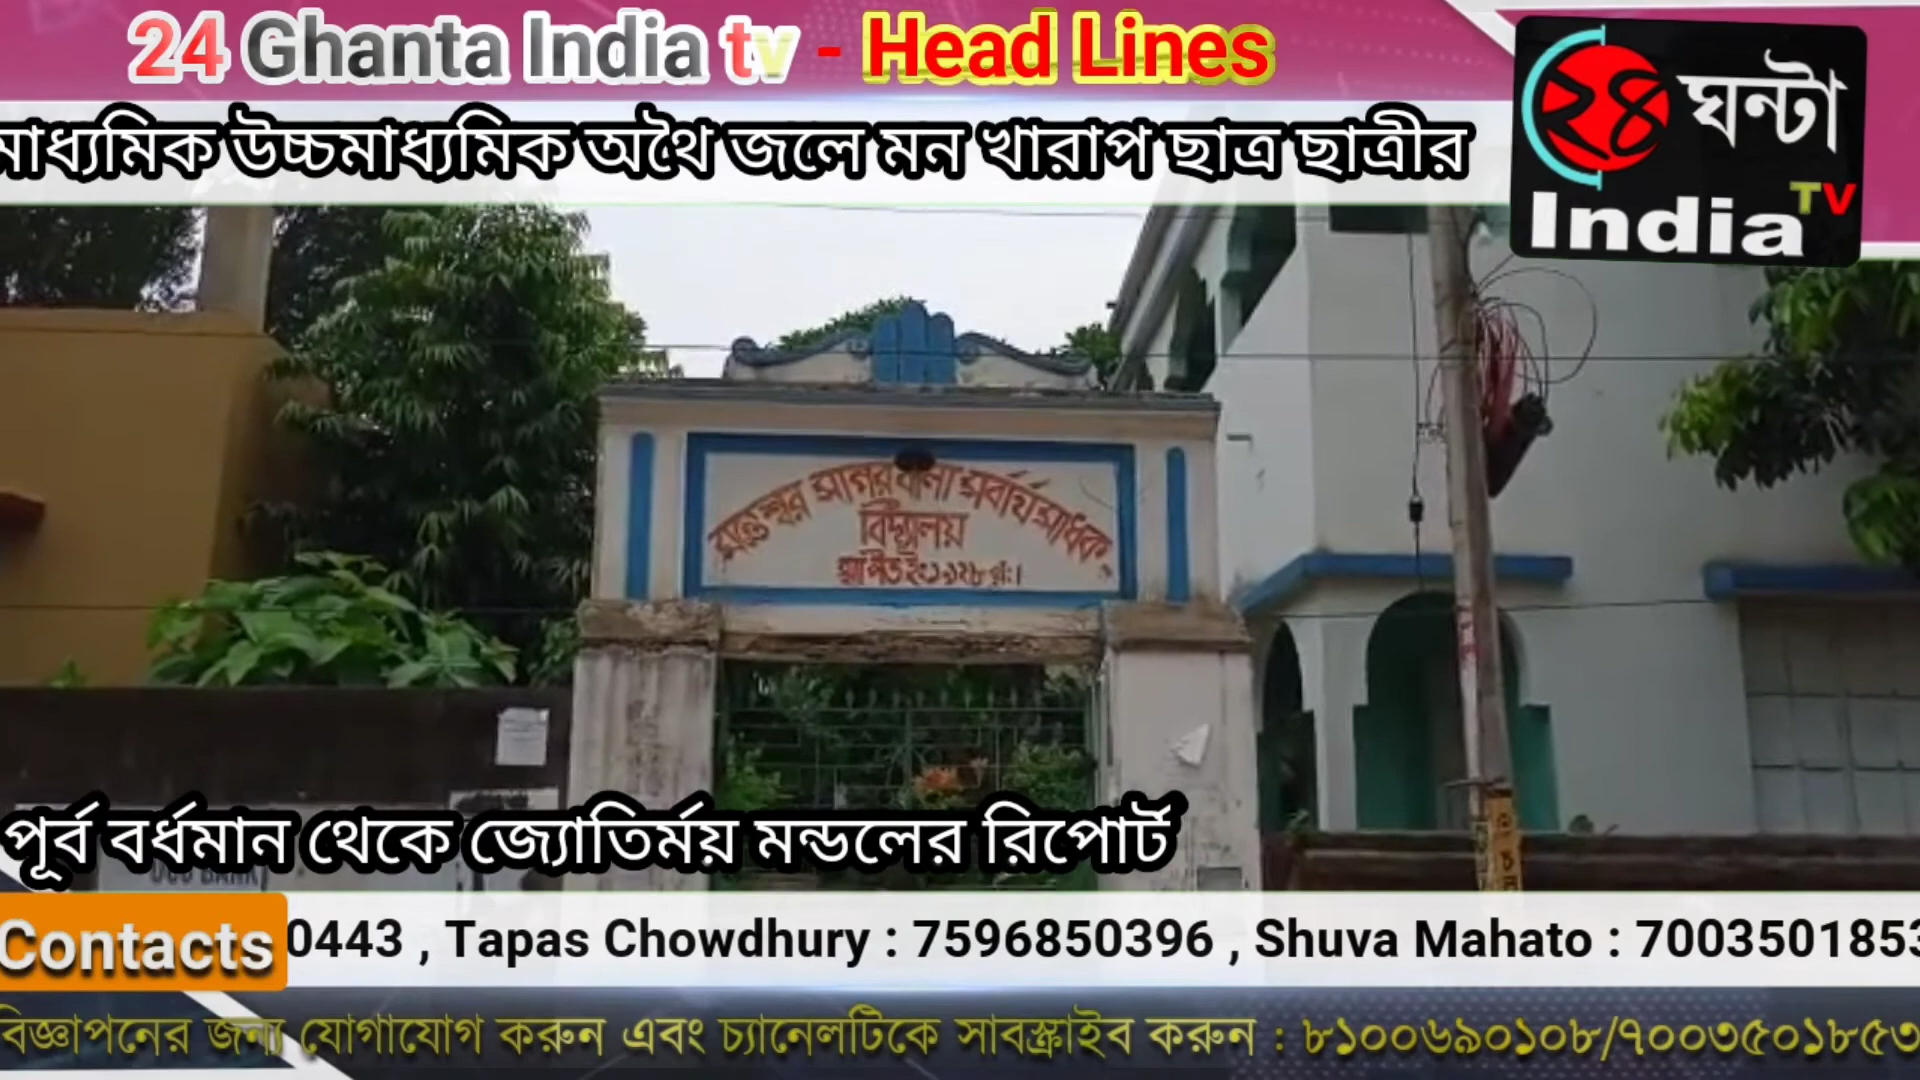 24 Ghanta India tv - Head Lines
২৪ ঘন্টা
India TV
মাধ্যমিক উচ্চমাধ্যমিক অথৈ জলে মন খারাপ ছাত্র ছাত্রীর
বিদ্যালয়
পূর্ব বর্ধমান থেকে জ্যোতির্ময় মন্ডলের রিপোর্ট
Contacts 0443 , Tapas Chowdhury : 7596850396 , Shuva Mahato : 7003501853
বিজ্ঞাপনের জন্য যোগাযোগ করুন এবং চ্যানেলটিকে সাবস্ক্রাইব করুন : ৮১০০৬৯০১০৮/৭০০৩৫০১৮৫৩